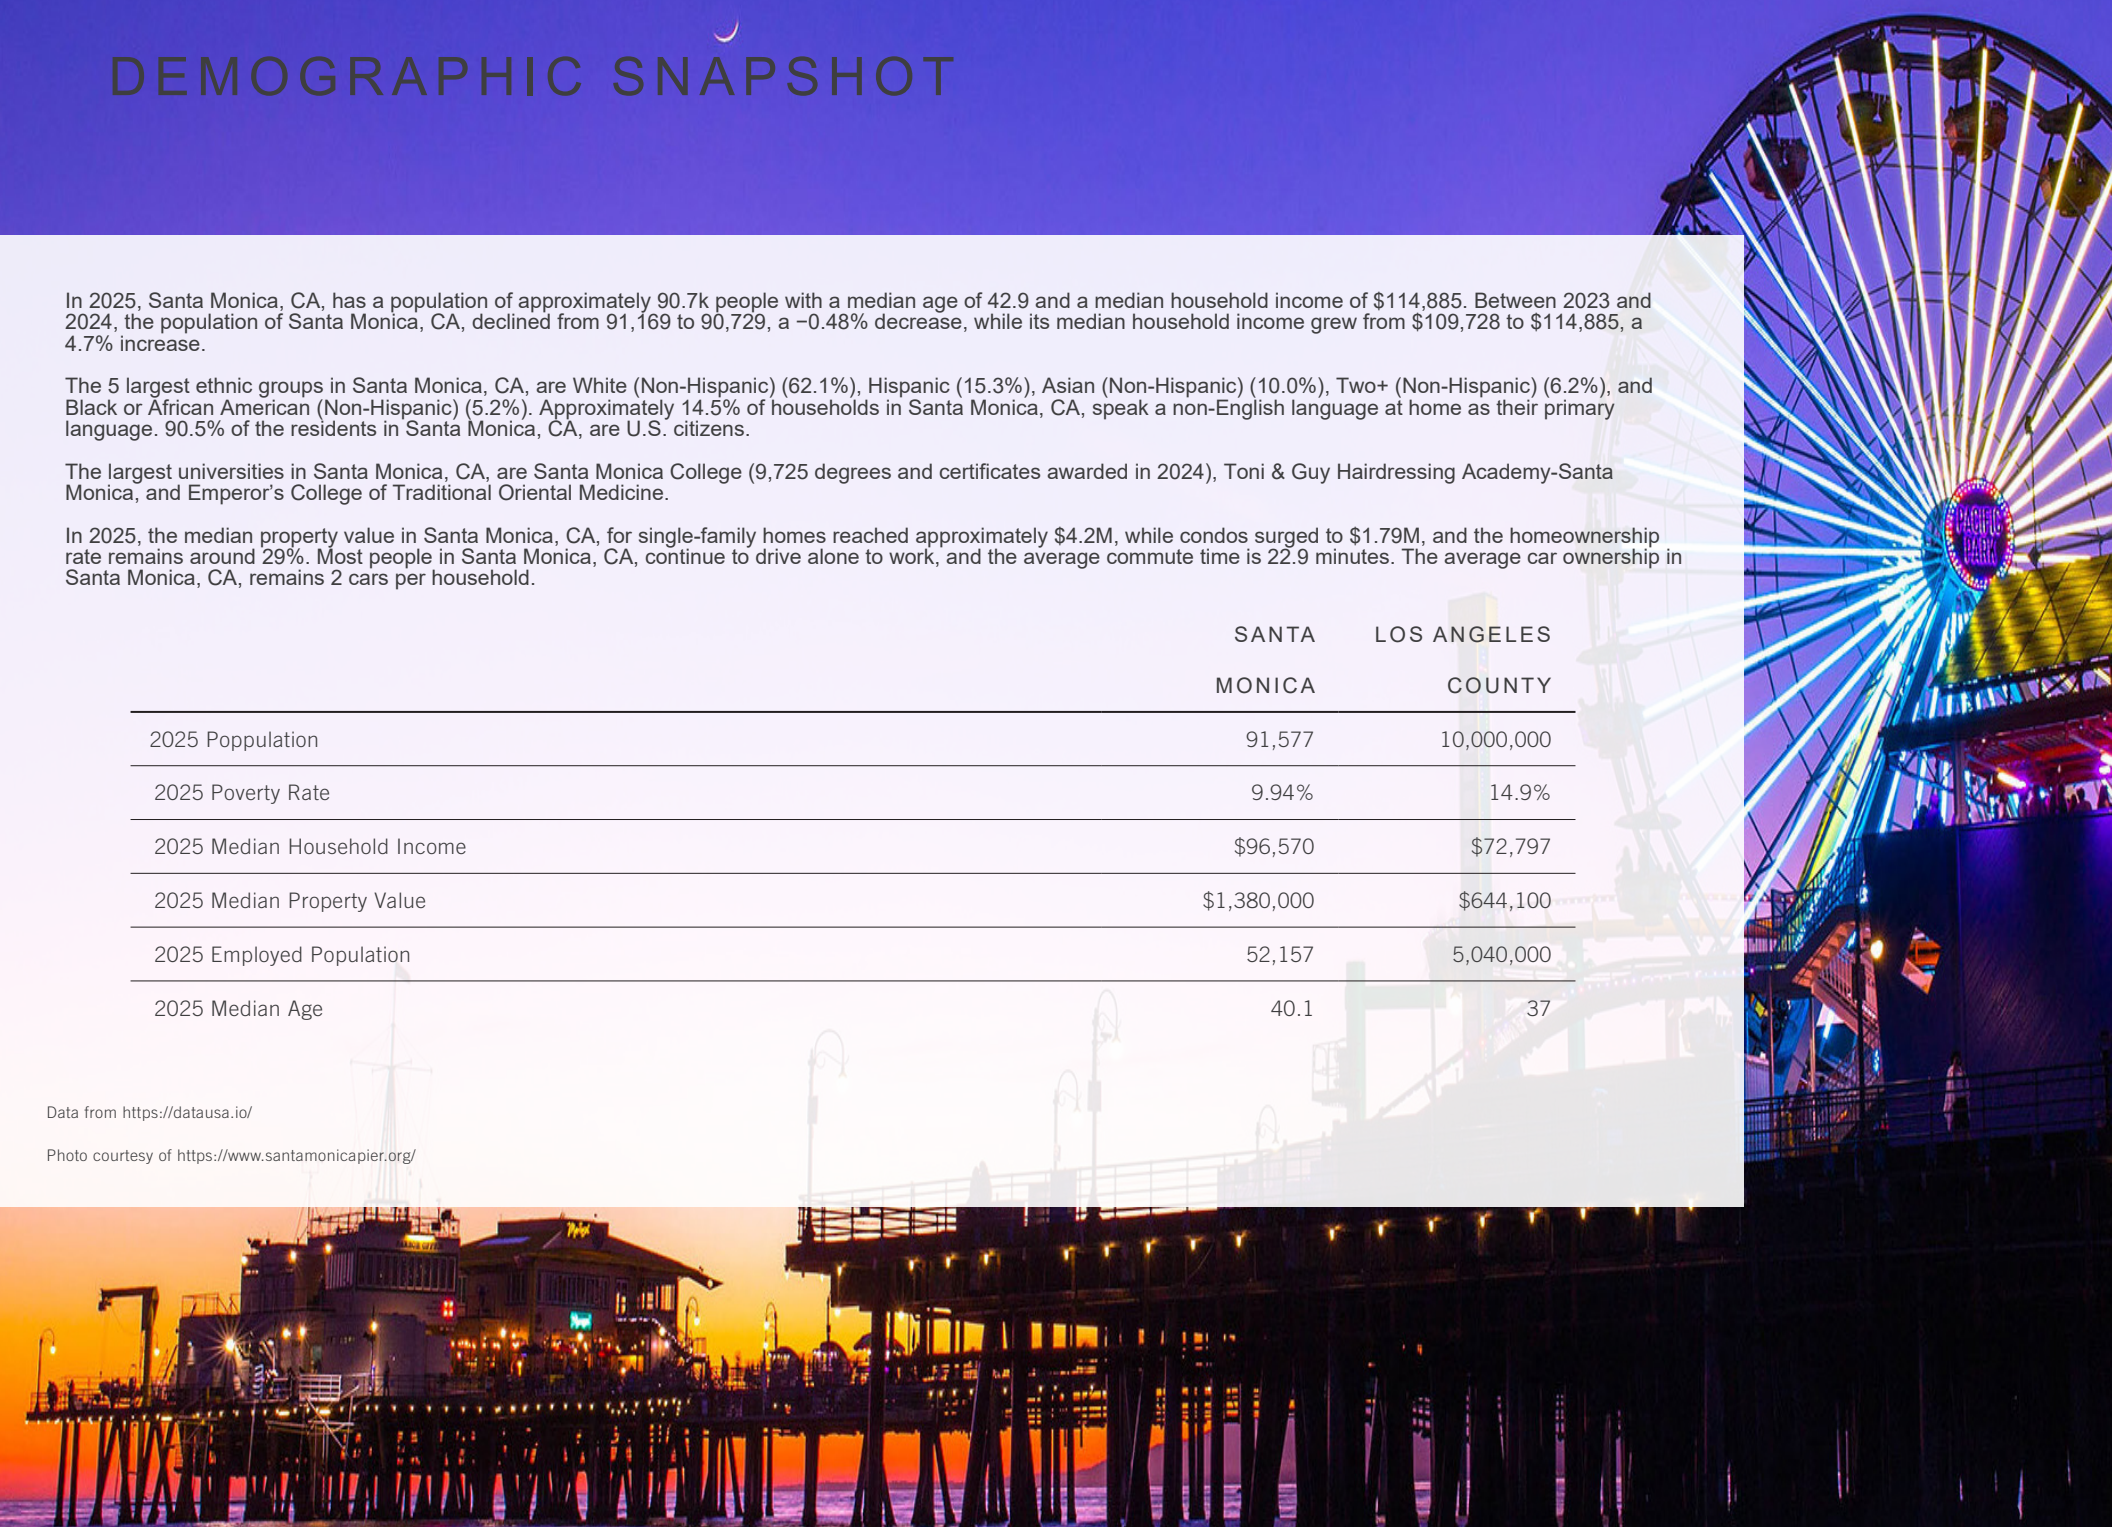 DEMOGRAPHIC SNAPSHOT
In 2025, Santa Monica, CA, has a population of approximately 90.7k people with a median age of 42.9 and a median household income of $114,885. Between 2023 and
2024, the population of Santa Monica, CA, declined from 91,169 to 90,729, a −0.48% decrease, while its median household income grew from $109,728 to $114,885, a
4.7% increase.
The 5 largest ethnic groups in Santa Monica, CA, are White (Non-Hispanic) (62.1%), Hispanic (15.3%), Asian (Non-Hispanic) (10.0%), Two+ (Non-Hispanic) (6.2%), and
Black or African American (Non-Hispanic) (5.2%). Approximately 14.5% of households in Santa Monica, CA, speak a non-English language at home as their primary
language. 90.5% of the residents in Santa Monica, CA, are U.S. citizens.
The largest universities in Santa Monica, CA, are Santa Monica College (9,725 degrees and certificates awarded in 2024), Toni & Guy Hairdressing Academy-Santa
Monica, and Emperor’s College of Traditional Oriental Medicine.
In 2025, the median property value in Santa Monica, CA, for single-family homes reached approximately $4.2M, while condos surged to $1.79M, and the homeownership
rate remains around 29%. Most people in Santa Monica, CA, continue to drive alone to work, and the average commute time is 22.9 minutes. The average car ownership in
Santa Monica, CA, remains 2 cars per household.
SANTA LOS ANGELES
MONICA COUNTY
2025 Poppulation 91,577 10,000,000
2025 Poverty Rate 9.94% 14.9%
2025 Median Household Income $96,570 $72,797
2025 Median Property Value $1,380,000 $644,100
2025 Employed Population 52,157 5,040,000
2025 Median Age 40.1 37
Data from https://datausa.io/
Photo courtesy of https://www.santamonicapier.org/
PACIFIC
PARK